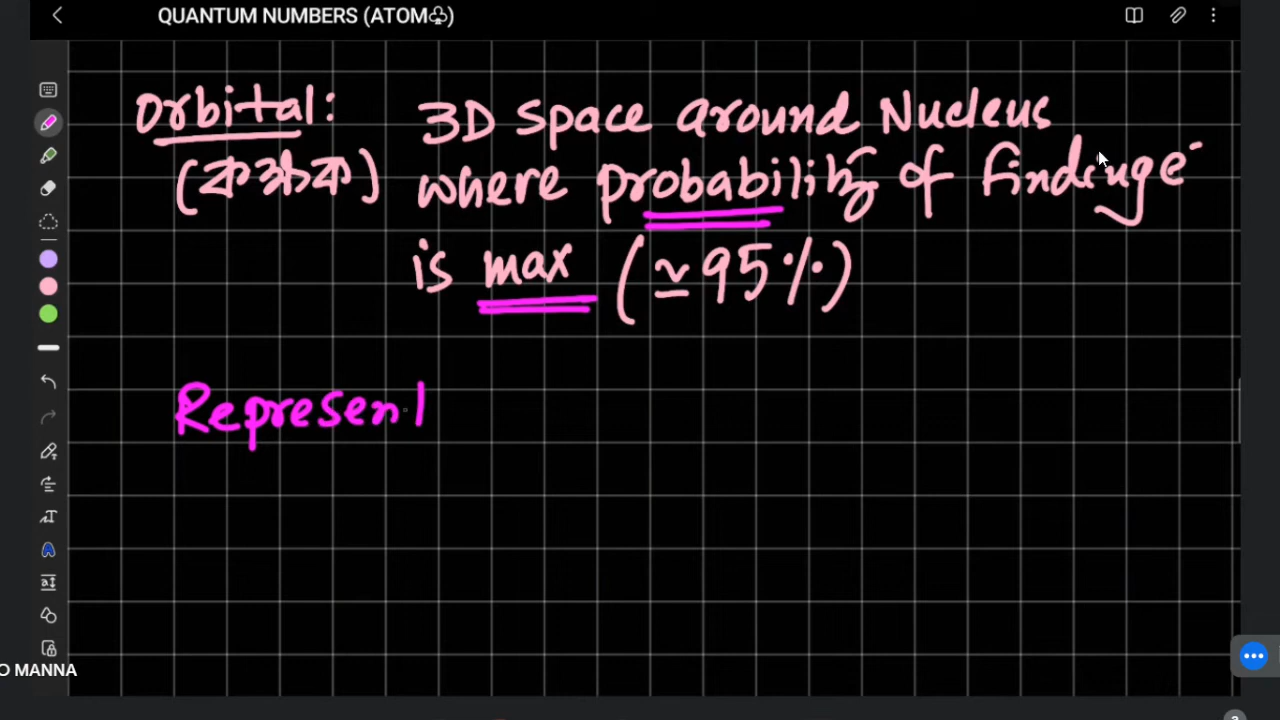 QUANTUM NUMBERS (ATOM♧)
Orbital: 3D Space around Nucleus
(কক্ষক) where probability of finding e⁻
is max (≃95%)
Represent
O MANNA